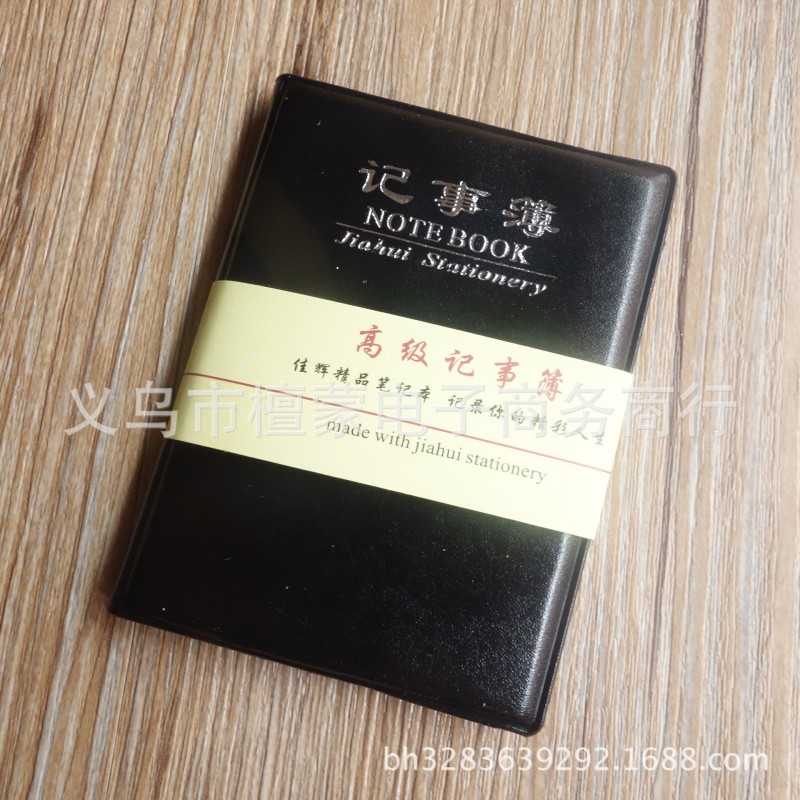 记事簿
NOTE BOOK
Jiahui Stationery
高级记事簿
佳辉精品笔记本 记录你的精彩人生
义乌市檀蒙电子商务商行
made with jiahui stationery
bh3283639292.1688.com